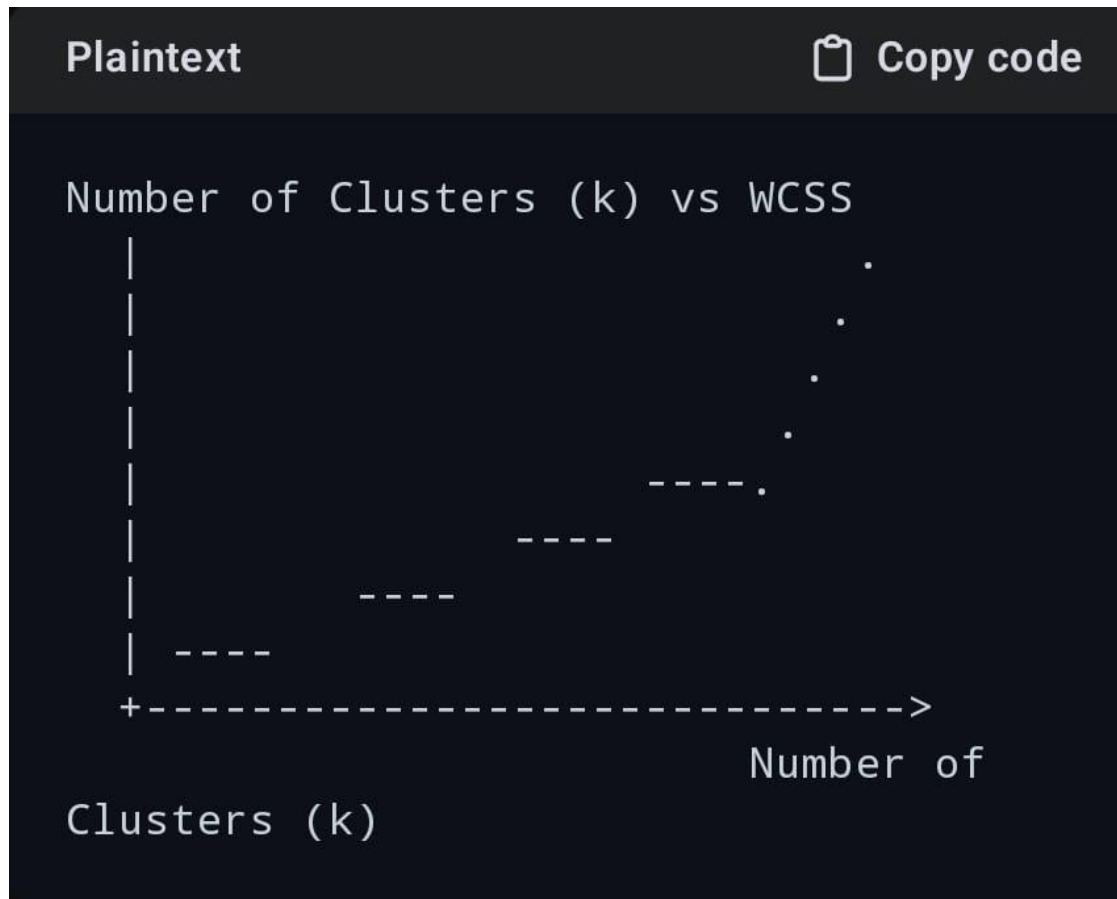 Plaintext
Copy code
Number of Clusters (k) vs WCSS
|                            .
|                           .
|                          .
|                         .
|                    ----.
|               ----
|         ----
|  ----
+----------------------------->
Number of
Clusters (k)